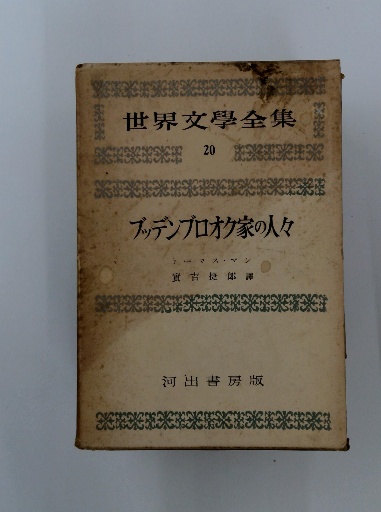 世界文學全集
20
ブッデンブロオク家の人々
トーマス・マン
實吉捷郎譯
河出書房版